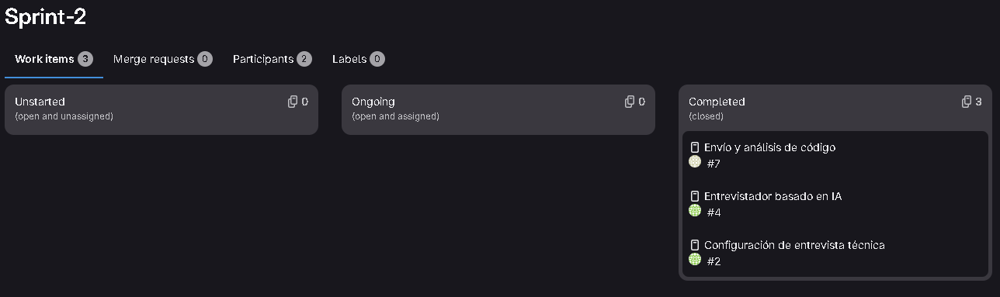 Sprint-2
Work items 3 Merge requests 0 Participants 2 Labels 0
Unstarted 0
(open and unassigned)
Ongoing 0
(open and assigned)
Completed 3
(closed)
Envío y análisis de código
#7
Entrevistador basado en IA
#4
Configuración de entrevista técnica
#2